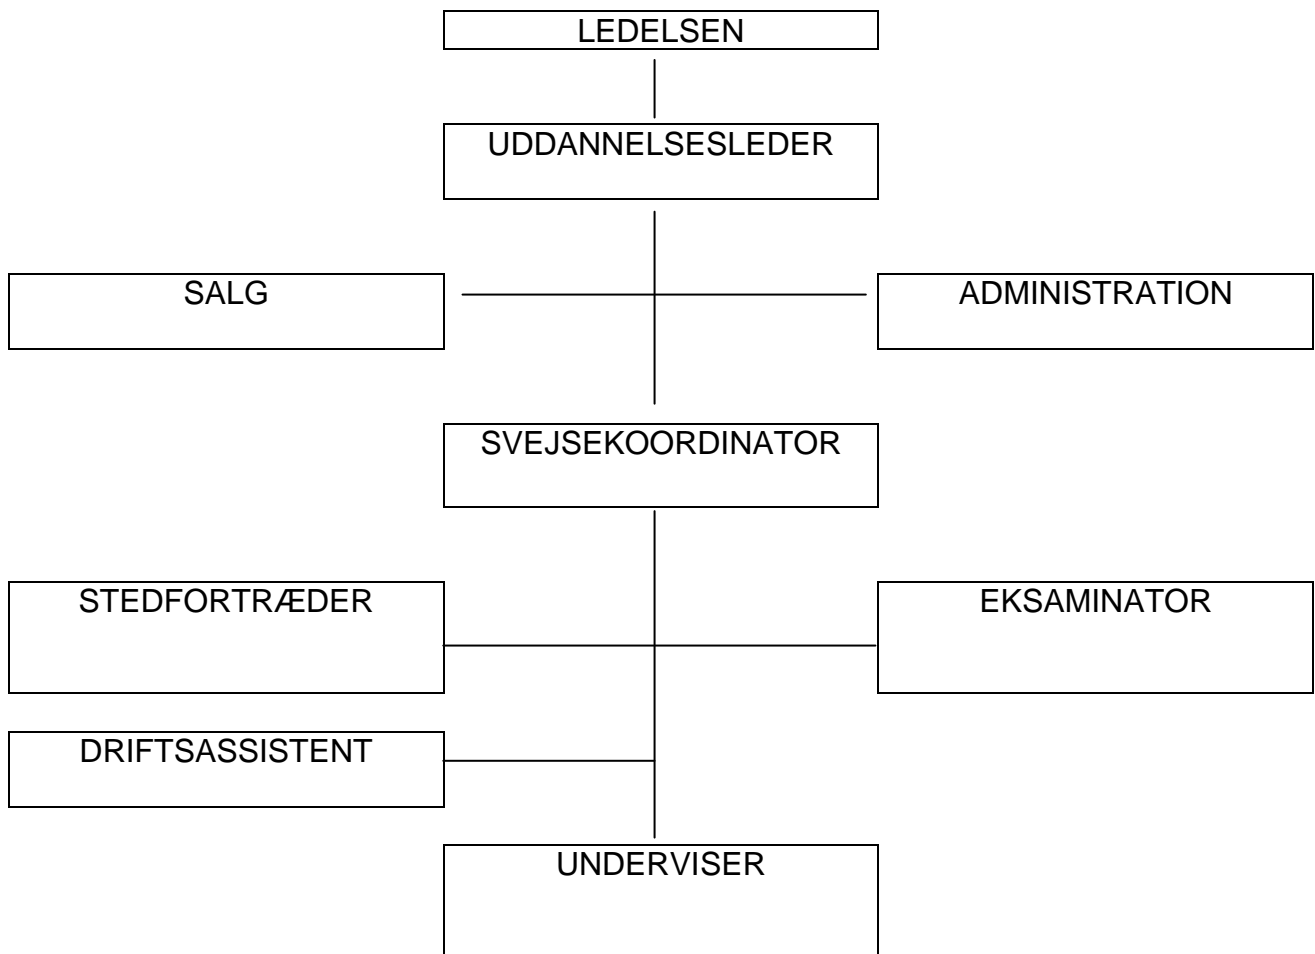 LEDELSEN
UDDANNELSESLEDER
SALG
ADMINISTRATION
SVEJSEKOORDINATOR
STEDFORTRÆDER
EKSAMINATOR
DRIFTSASSISTENT
UNDERVISER